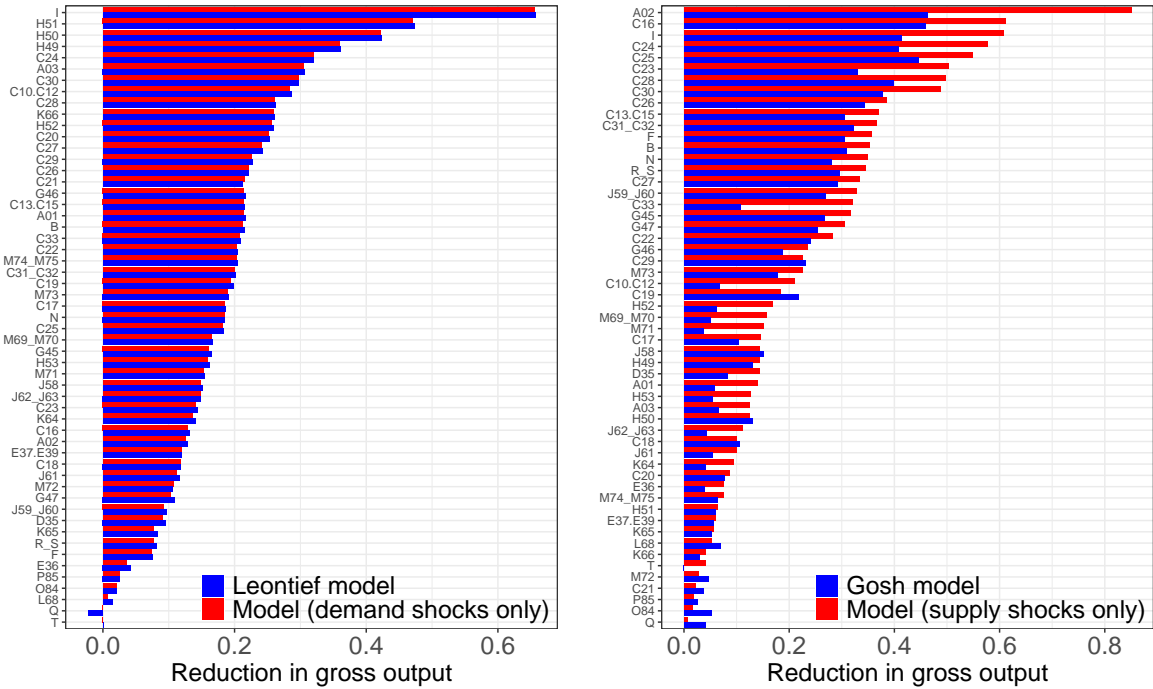 I
H51
H50
H49
C24
A03
C30
C10.C12
C28
K66
H52
C20
C27
C29
C26
C21
G46
C13.C15
A01
B
C33
C22
M74_M75
C31_C32
C19
M73
C17
N
C25
M69_M70
G45
H53
M71
J58
J62_J63
C23
K64
C16
A02
E37.E39
C18
J61
M72
G47
J59_J60
D35
K65
R_S
F
E36
P85
O84
L68
Q
T
Leontief model
Model (demand shocks only)
0.0 0.2 0.4 0.6
Reduction in gross output
A02
C16
I
C24
C25
C23
C28
C30
C26
C13.C15
C31_C32
F
B
N
R_S
C27
J59_J60
C33
G45
G47
C22
G46
C29
M73
C10.C12
C19
H52
M69_M70
M71
C17
J58
H49
D35
A01
H53
A03
H50
J62_J63
C18
J61
K64
C20
E36
M74_M75
H51
E37.E39
K65
L68
K66
T
M72
C21
P85
O84
Q
Gosh model
Model (supply shocks only)
0.0 0.2 0.4 0.6 0.8
Reduction in gross output